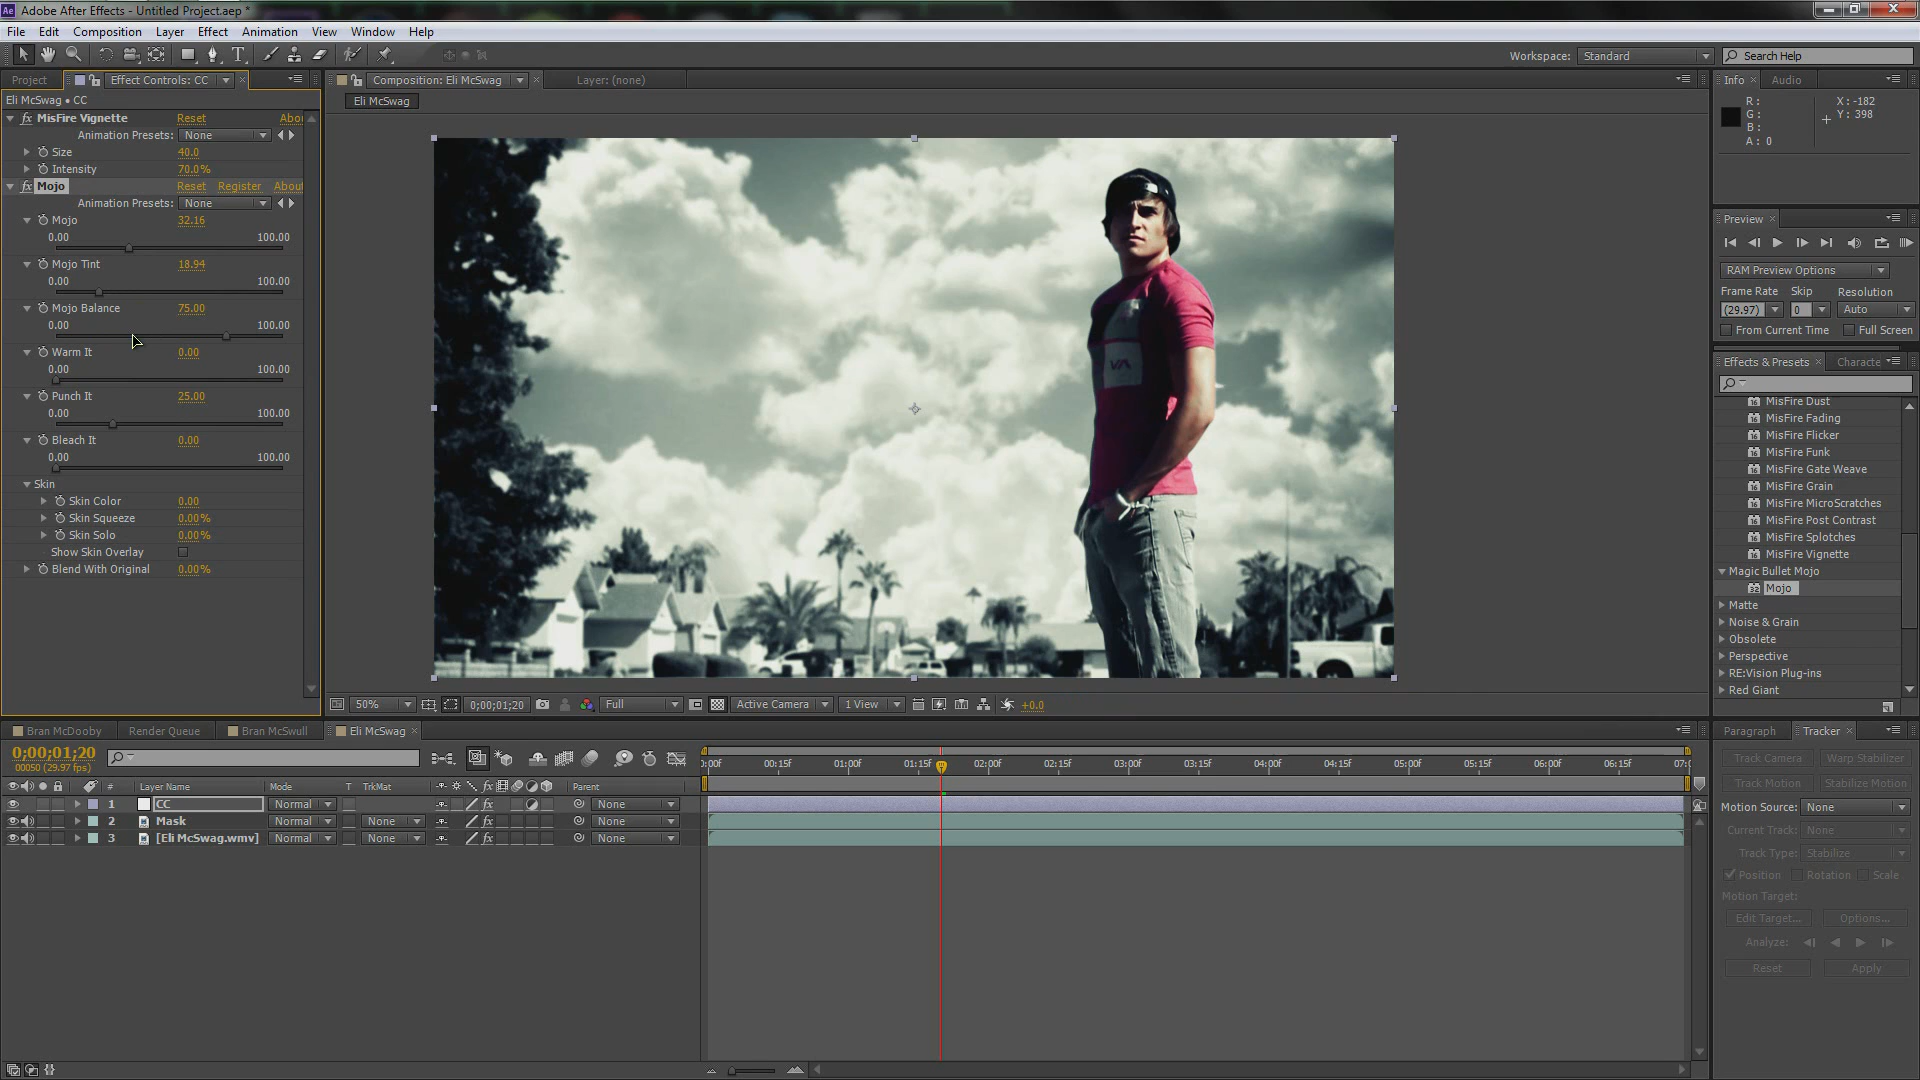 Ae Adobe After Effects - Untitled Project.aep *
File Edit Composition Layer Effect Animation View Window Help
Workspace: Standard Search Help
Project Effect Controls: CC Composition: Eli McSwag Layer: (none) Info Audio
Eli McSwag • CC
Eli McSwag
fx MisFire Vignette Reset Abou
Animation Presets: None
Size 40.0
Intensity 70.0%
fx Mojo Reset Register About
Animation Presets: None
Mojo 32.16
0.00 100.00
Mojo Tint 18.94
0.00 100.00
Mojo Balance 75.00
0.00 100.00
Warm It 0.00
0.00 100.00
Punch It 25.00
0.00 100.00
Bleach It 0.00
0.00 100.00
Skin
Skin Color 0.00
Skin Squeeze 0.00%
Skin Solo 0.00%
Show Skin Overlay
Blend With Original 0.00%
VA
50% 0;00;01;20 Full Active Camera 1 View +0.0
R: X: -182
G: Y: 398
B:
A: 0
Preview
RAM Preview Options
Frame Rate Skip Resolution
(29.97) 0 Auto
From Current Time Full Screen
Effects & Presets Characte
MisFire Dust
MisFire Fading
MisFire Flicker
MisFire Funk
MisFire Gate Weave
MisFire Grain
MisFire MicroScratches
MisFire Post Contrast
MisFire Splotches
MisFire Vignette
Magic Bullet Mojo
Mojo
Matte
Noise & Grain
Obsolete
Perspective
RE:Vision Plug-ins
Red Giant
Bran McDooby Render Queue Bran McSwull Eli McSwag
0;00;01;20
00050 (29.97 fps)
):00f 00:15f 01:00f 01:15f 02:00f 02:15f 03:00f 03:15f 04:00f 04:15f 05:00f 05:15f 06:00f 06:15f 07:0
# Layer Name Mode T TrkMat fx Parent
1 CC Normal fx None
2 Mask Normal None fx None
3 [Eli McSwag.wmv] Normal None fx None
Paragraph Tracker
Track Camera Warp Stabilizer
Track Motion Stabilize Motion
Motion Source: None
Current Track: None
Track Type: Stabilize
Position Rotation Scale
Motion Target:
Edit Target... Options...
Analyze:
Reset Apply